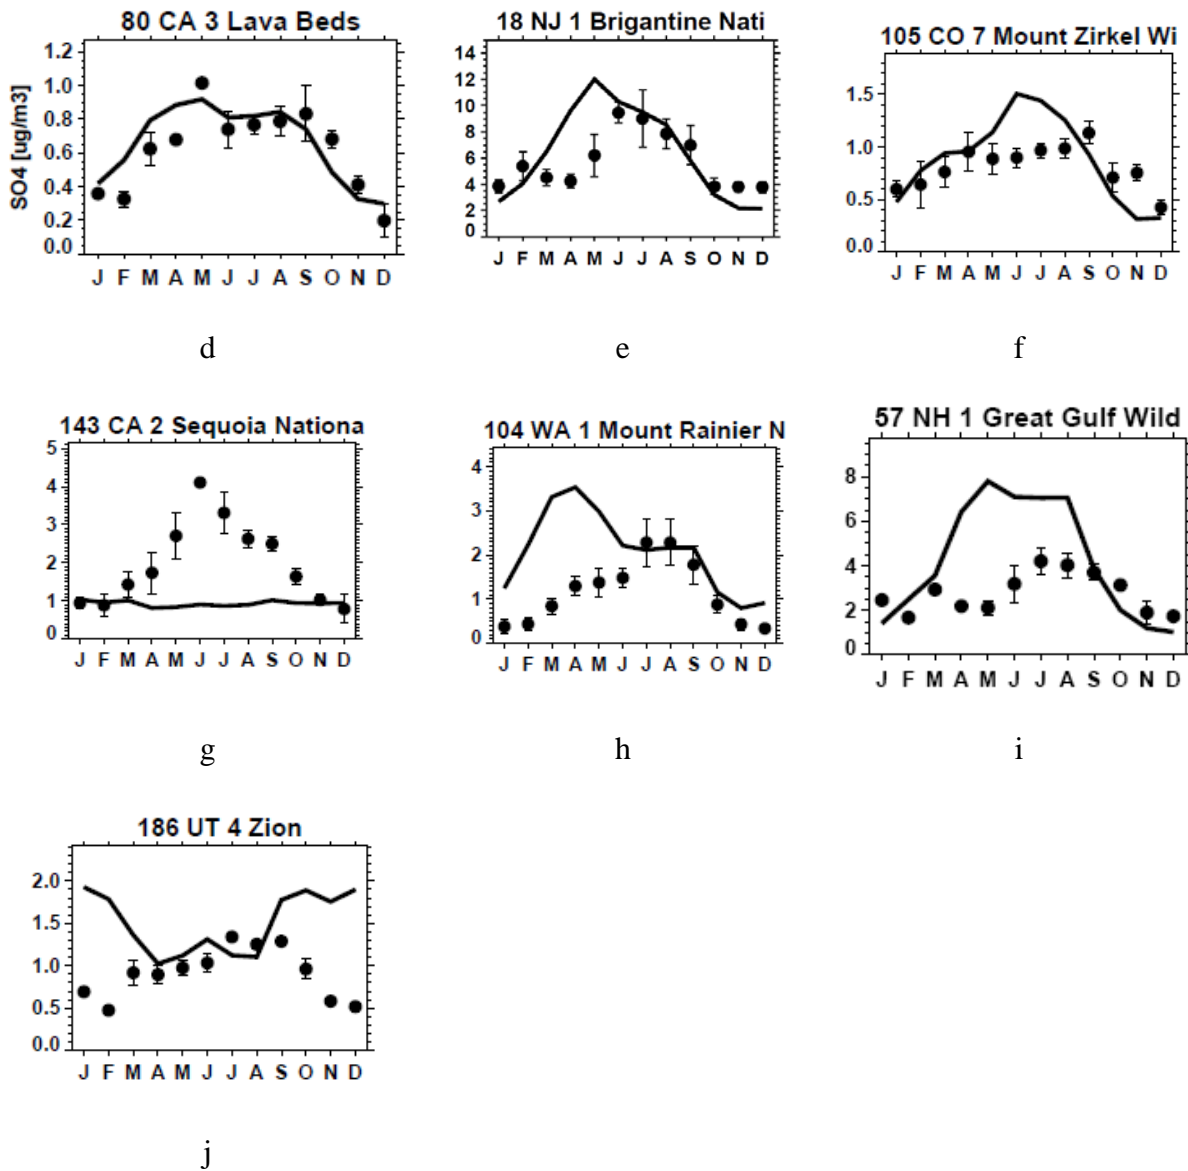 80 CA 3 Lava Beds
SO4 [ug/m3]
1.2
1.0
0.8
0.6
0.4
0.2
0.0
J F M A M J J A S O N D
d
18 NJ 1 Brigantine Nati
14
12
10
8
6
4
2
0
J F M A M J J A S O N D
e
105 CO 7 Mount Zirkel Wi
1.5
1.0
0.5
0.0
J F M A M J J A S O N D
f
143 CA 2 Sequoia Nationa
5
4
3
2
1
0
J F M A M J J A S O N D
g
104 WA 1 Mount Rainier N
4
3
2
1
0
J F M A M J J A S O N D
h
57 NH 1 Great Gulf Wild
8
6
4
2
0
J F M A M J J A S O N D
i
186 UT 4 Zion
2.0
1.5
1.0
0.5
0.0
J F M A M J J A S O N D
j